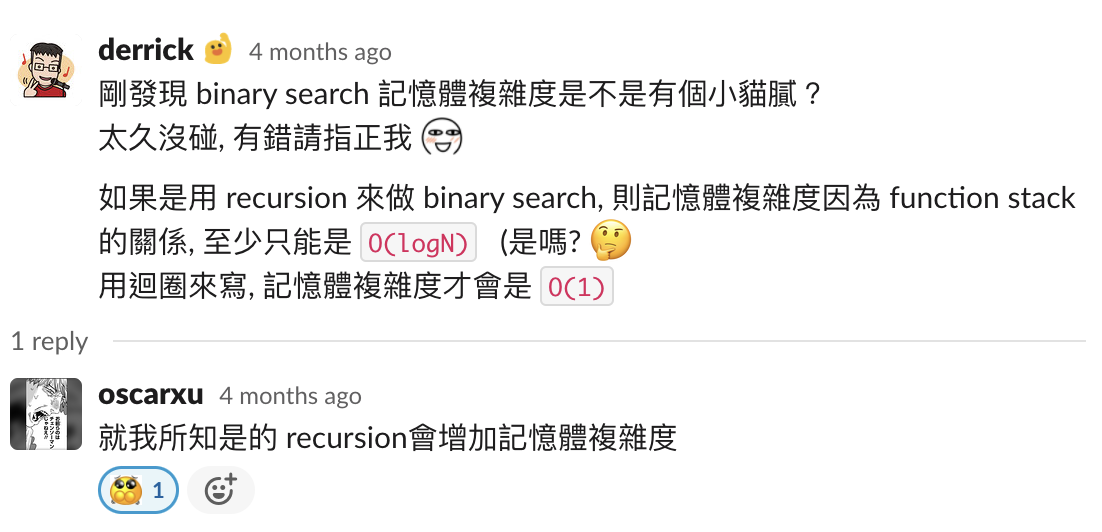 derrick 4 months ago
剛發現 binary search 記憶體複雜度是不是有個小貓膩？
太久沒碰, 有錯請指正我
如果是用 recursion 來做 binary search, 則記憶體複雜度因為 function stack
的關係, 至少只能是 O(logN) (是嗎?
用迴圈來寫, 記憶體複雜度才會是 O(1)
1 reply
oscarxu 4 months ago
就我所知是的 recursion會增加記憶體複雜度
1